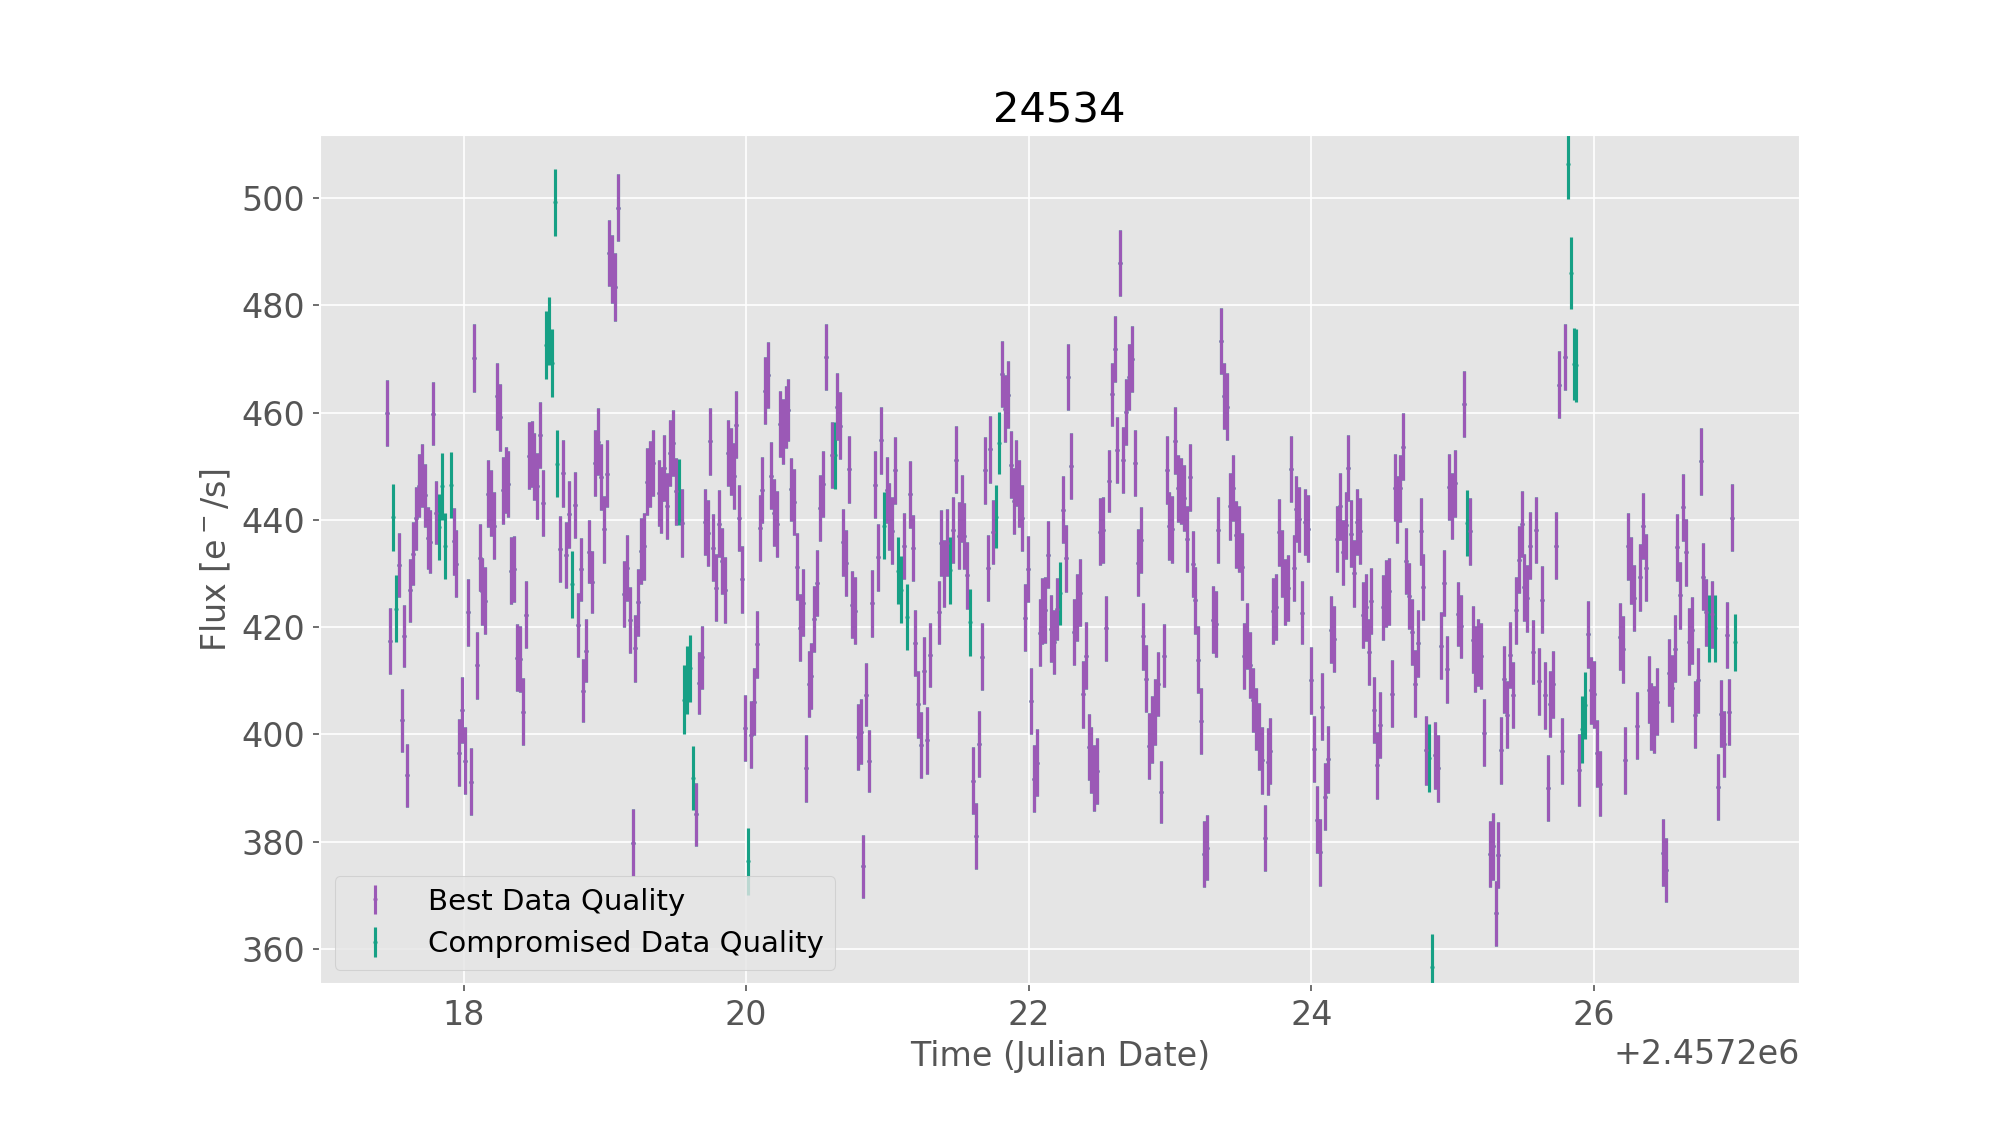 24534
Flux [e⁻/s]
500
480
460
440
420
400
380
360
Best Data Quality
Compromised Data Quality
18 20 22 24 26
Time (Julian Date)
+2.4572e6